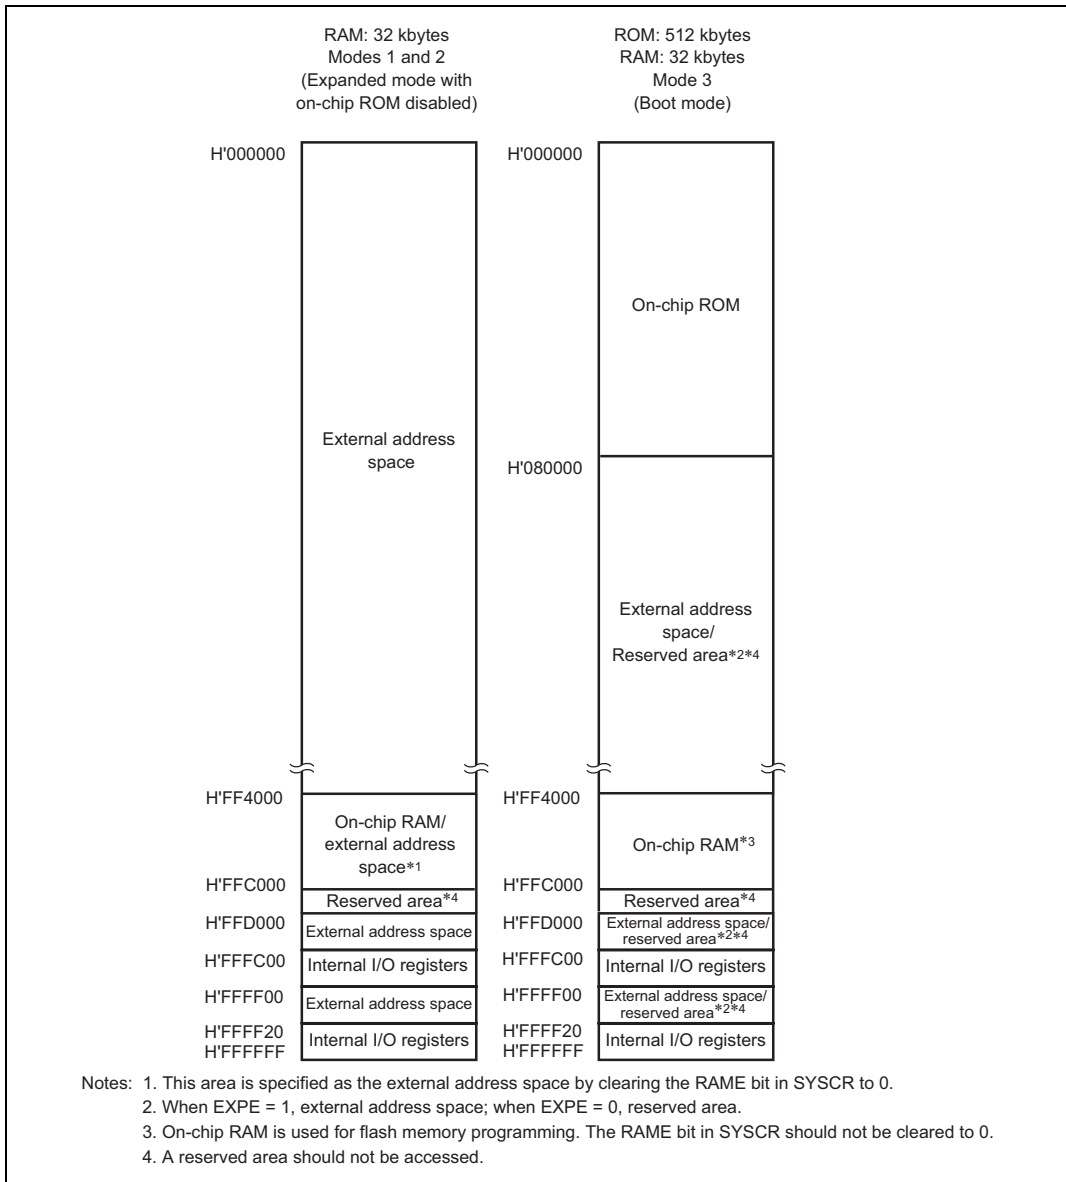 RAM: 32 kbytes
Modes 1 and 2
(Expanded mode with
on-chip ROM disabled)
ROM: 512 kbytes
RAM: 32 kbytes
Mode 3
(Boot mode)
H'000000
External address
space
H'FF4000
On-chip RAM/
external address
space*1
H'FFC000
Reserved area*4
H'FFD000
External address space
H'FFFC00
Internal I/O registers
H'FFFF00
External address space
H'FFFF20
Internal I/O registers
H'FFFFFF
H'000000
On-chip ROM
H'080000
External address
space/
Reserved area*2*4
H'FF4000
On-chip RAM*3
H'FFC000
Reserved area*4
H'FFD000
External address space/
reserved area*2*4
H'FFFC00
Internal I/O registers
H'FFFF00
External address space/
reserved area*2*4
H'FFFF20
Internal I/O registers
H'FFFFFF
Notes: 1. This area is specified as the external address space by clearing the RAME bit in SYSCR to 0.
2. When EXPE = 1, external address space; when EXPE = 0, reserved area.
3. On-chip RAM is used for flash memory programming. The RAME bit in SYSCR should not be cleared to 0.
4. A reserved area should not be accessed.